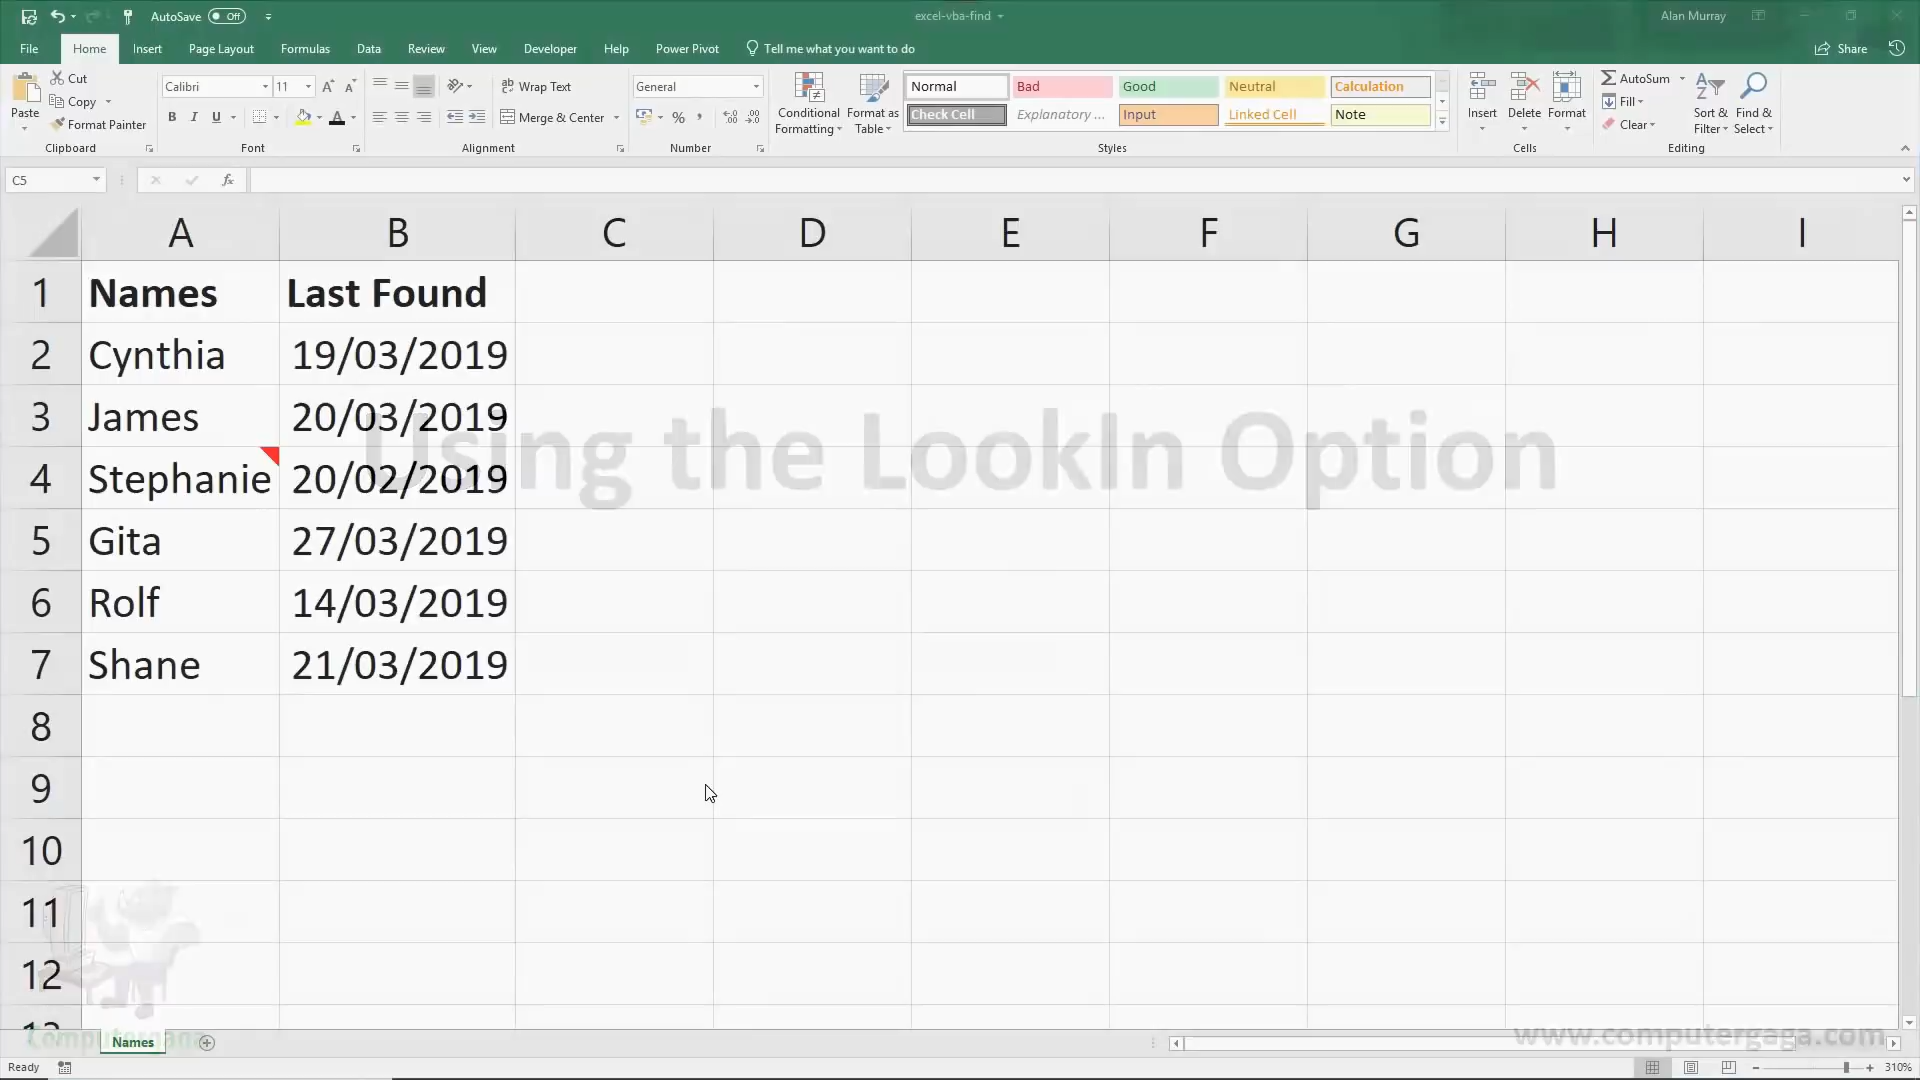 AutoSave Off excel-vba-find Alan Murray
File Home Insert Page Layout Formulas Data Review View Developer Help Power Pivot Tell me what you want to do Share
Paste
Cut
Copy
Format Painter
Clipboard
Calibri 11
B I U
A
Font
Wrap Text
Merge & Center
Alignment
General
% ,
Number
Conditional
Formatting
Format as
Table
Normal Bad Good Neutral Calculation
Check Cell Explanatory ... Input Linked Cell Note
Styles
Insert Delete Format
Cells
AutoSum
Fill
Clear
Sort &
Filter
Find &
Select
Editing
C5 fx
A B C D E F G H I
1 Names Last Found
2 Cynthia 19/03/2019
3 James 20/03/2019
Using the LookIn Option
4 Stephanie 20/02/2019
5 Gita 27/03/2019
6 Rolf 14/03/2019
7 Shane 21/03/2019
8
9
10
11
12
13
Computergaga
Names
www.computergaga.com
Ready 310%